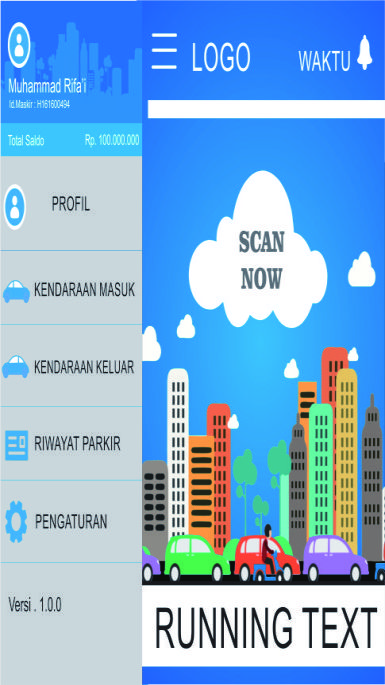 Muhammad Rifa'i
Id.Maskir : H161600494
Total Saldo Rp. 100.000.000
PROFIL
KENDARAAN MASUK
KENDARAAN KELUAR
RIWAYAT PARKIR
PENGATURAN
Versi . 1.0.0
LOGO
WAKTU
SCAN
NOW
RUNNING TEXT